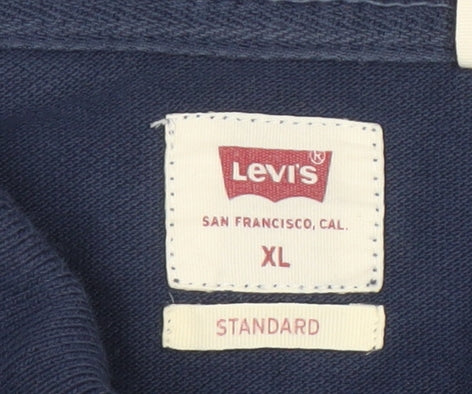 Levi's®
SAN FRANCISCO, CAL.
XL
STANDARD